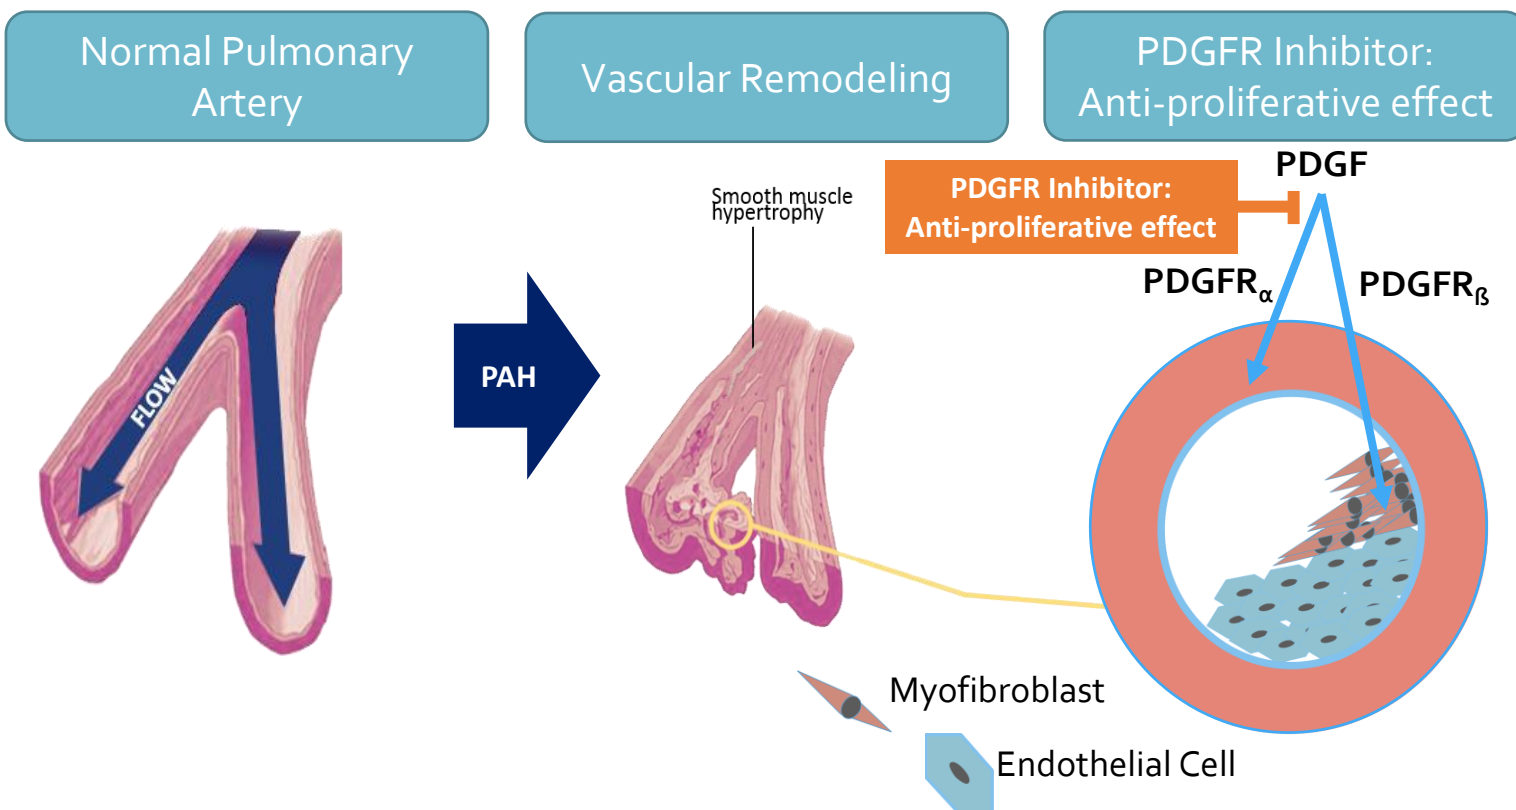 Normal Pulmonary
Artery
Vascular Remodeling
PDGFR Inhibitor:
Anti-proliferative effect
PDGF
PDGFR Inhibitor:
Anti-proliferative effect
Smooth muscle
hypertrophy
PDGFRα
PDGFRß
FLOW
PAH
Myofibroblast
Endothelial Cell